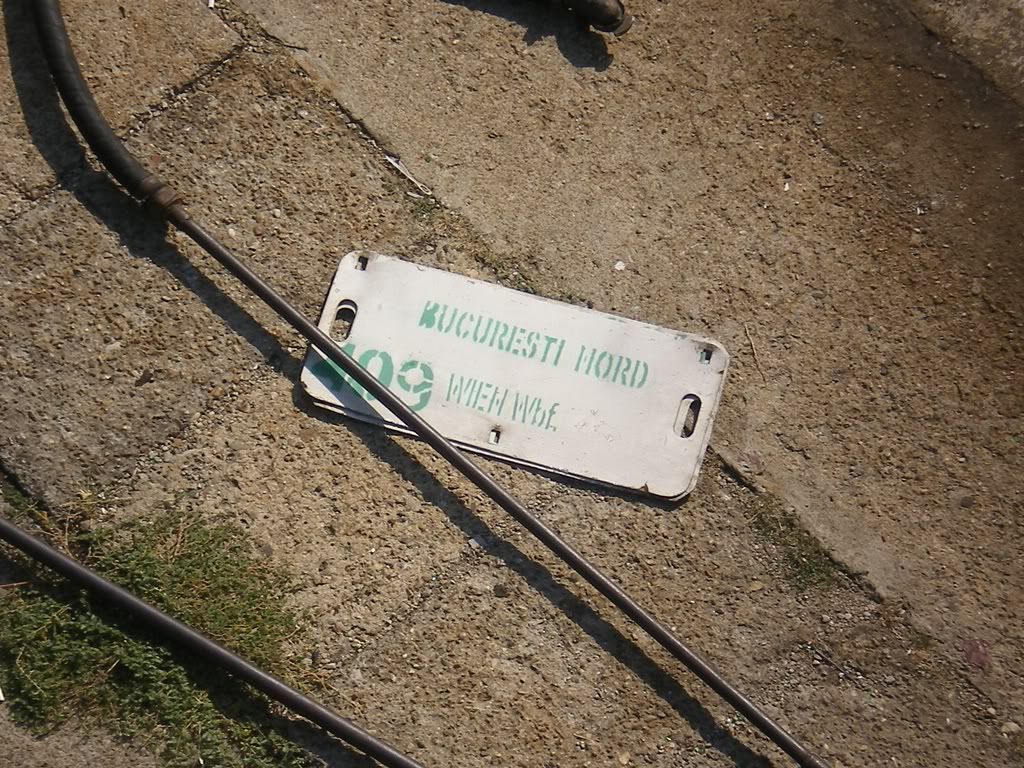 BUCURESTI NORD
409 WIEN Wbf